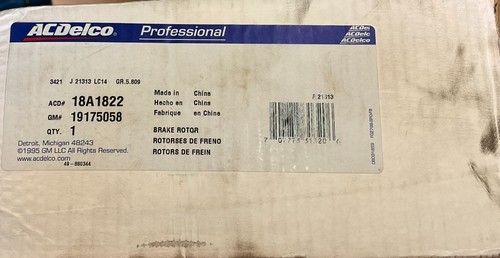 ACDelco Professional
ACDelco
ACDelco
ACDelco
3421 J 21313 LC14 GR.5.809
ACD# 18A1822
GM# 19175058
QTY. 1
Detroit, Michigan 48243
©1995 GM LLC All Rights Reserved.
www.acdelco.com
49-880344
Made in China
Hecho en China
Fabrique en China
BRAKE ROTOR
ROTORSES DE FRENO
ROTORS DE FREIN
J 21313